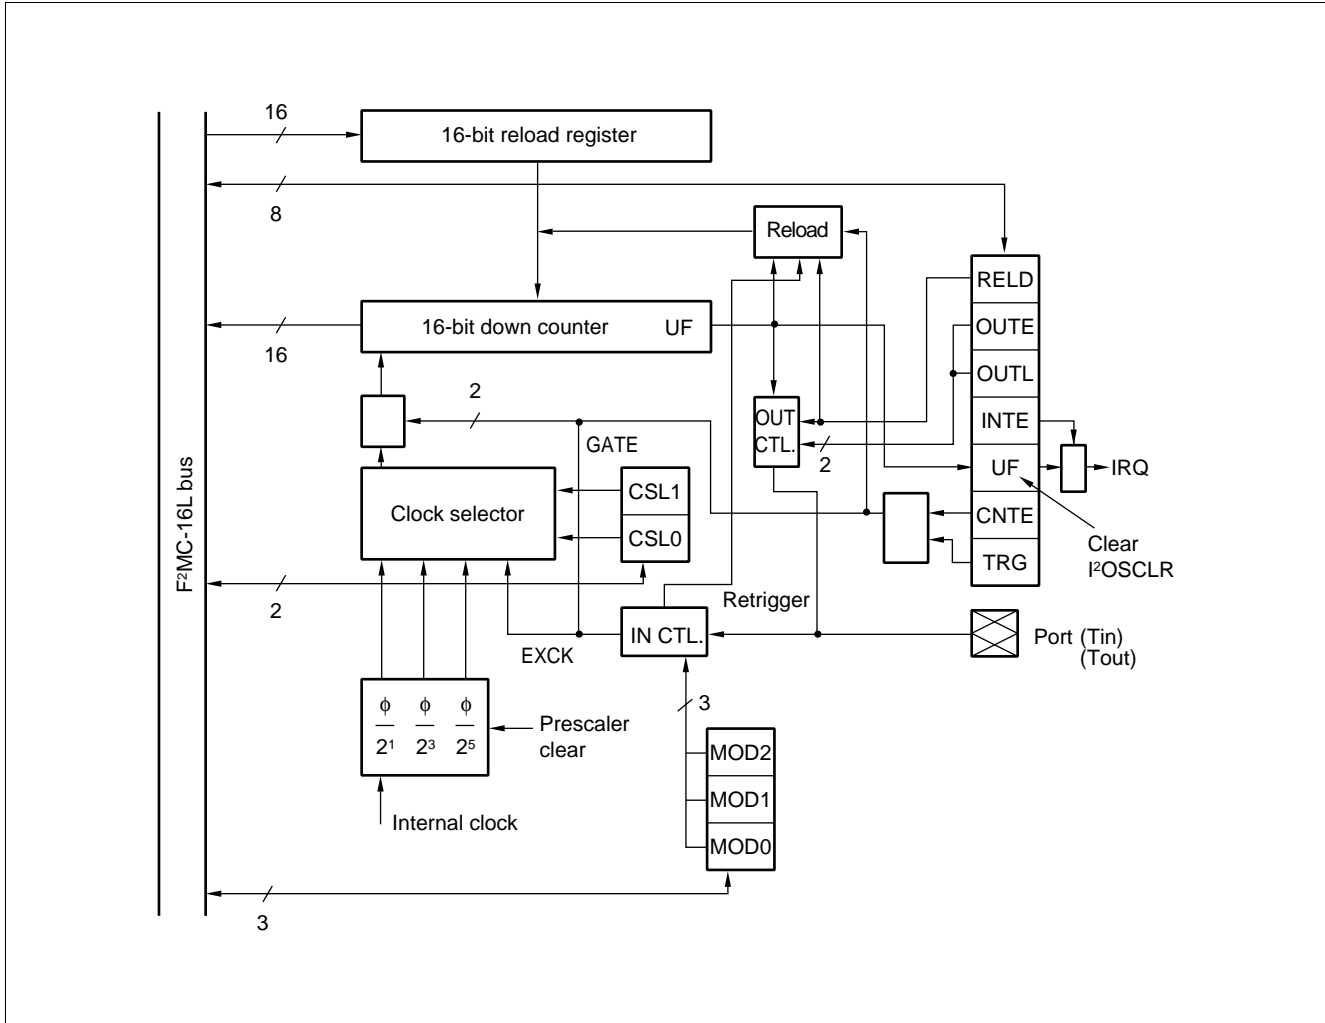 16
16-bit reload register
8
Reload
RELD
16-bit down counter UF
OUTE
16
OUTL
2
OUT
CTL.
INTE
GATE
2
UF
IRQ
F²MC-16L bus
Clock selector
CSL1
CSL0
CNTE
Clear
I²OSCLR
TRG
2
Retrigger
IN CTL.
Port (Tin)
(Tout)
EXCK
3
ϕ ϕ ϕ
2¹ 2³ 2⁵
Prescaler
clear
MOD2
MOD1
Internal clock
MOD0
3